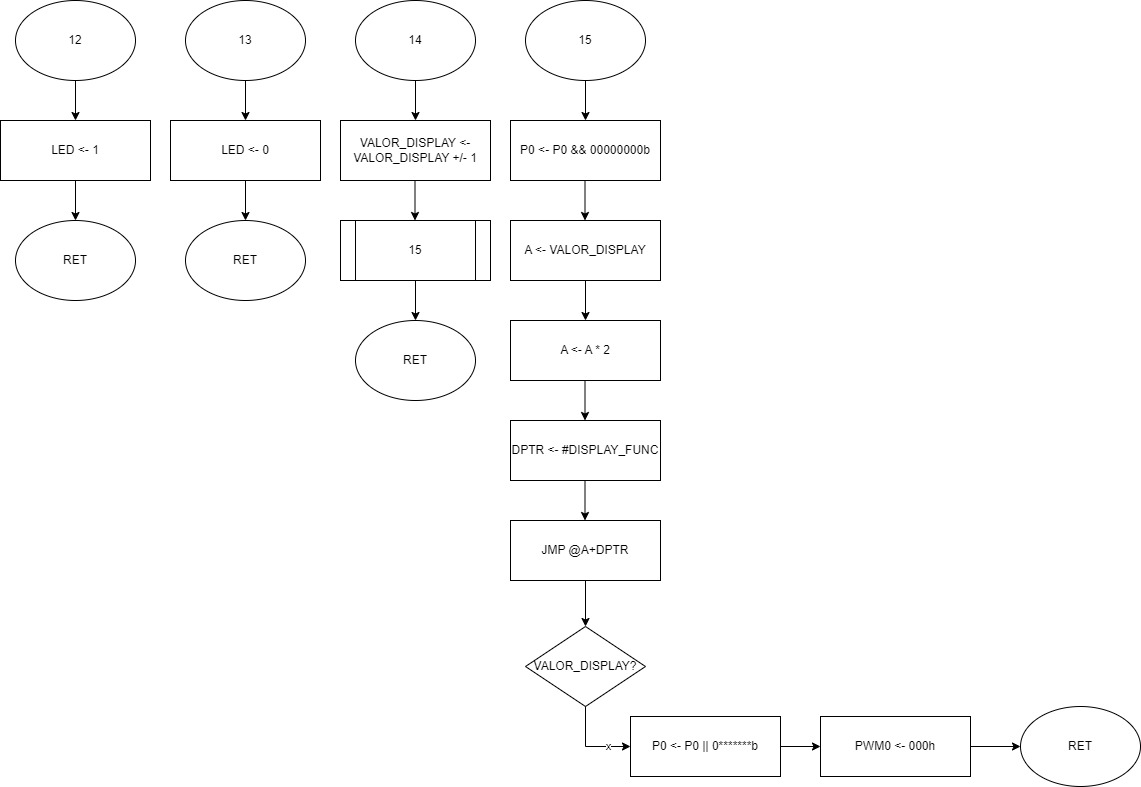 12
13
14
15
LED <- 1
LED <- 0
VALOR_DISPLAY <-
VALOR_DISPLAY +/- 1
P0 <- P0 && 00000000b
RET
RET
15
A <- VALOR_DISPLAY
RET
A <- A * 2
DPTR <- #DISPLAY_FUNC
JMP @A+DPTR
VALOR_DISPLAY?
x
P0 <- P0 || 0*******b
PWM0 <- 000h
RET